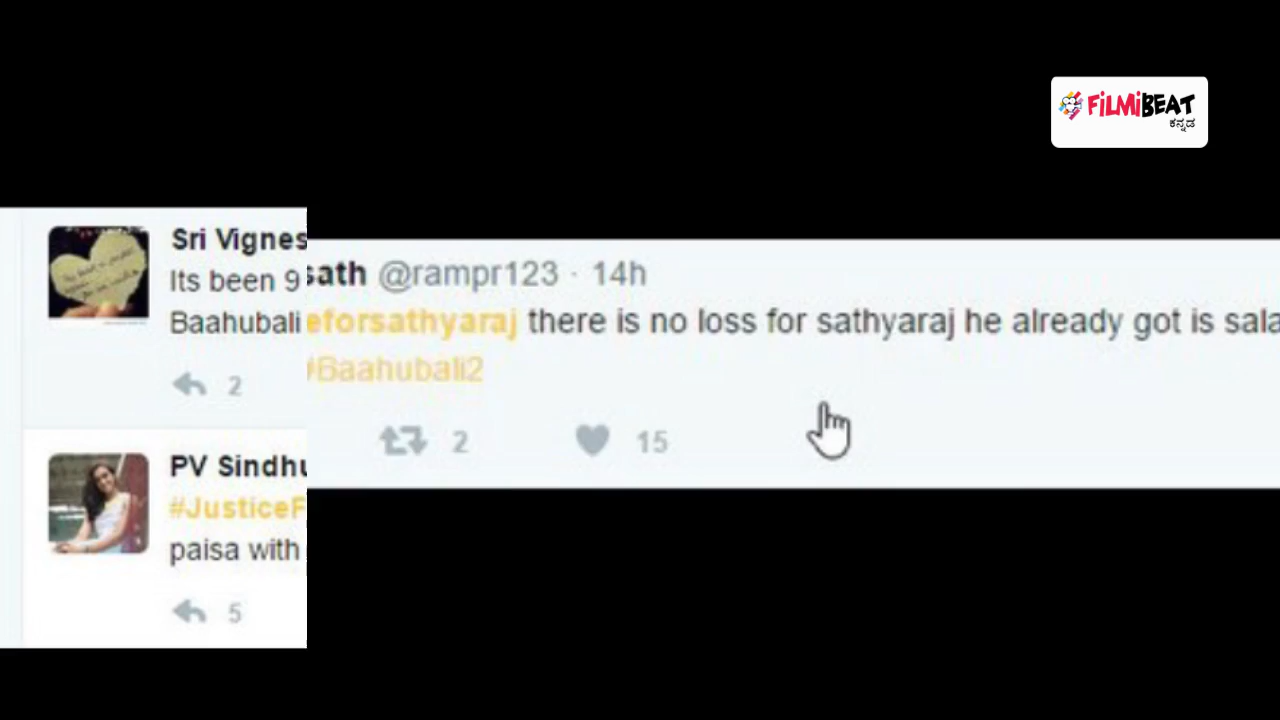 FiLMiBEAT
ಕನ್ನಡ
Sri Vignes
Its been 9
Baahubali
2
PV Sindhu
#JusticeF
paisa with
5
sath @rampr123 · 14h
eforsathyaraj there is no loss for sathyaraj he already got is sala
#Baahubali2
2 15